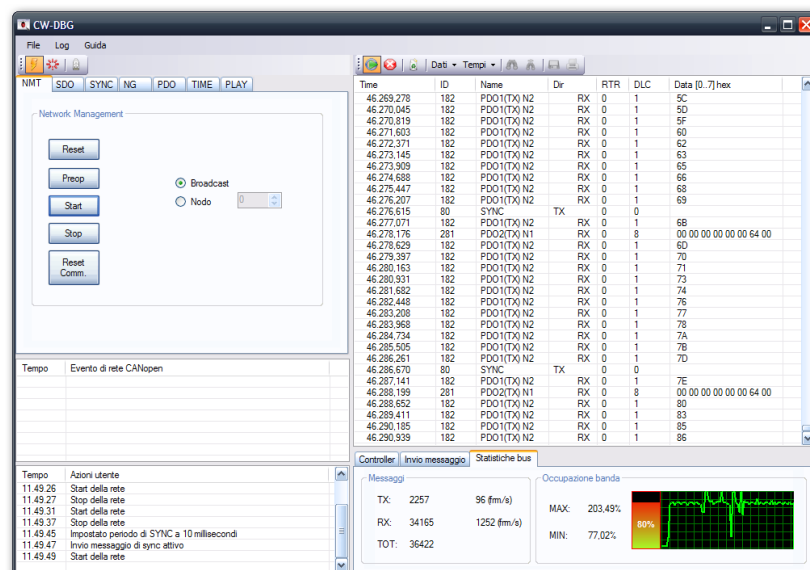 CW-DBG
File Log Guida
Dati Tempi
NMT SDO SYNC NG PDO TIME PLAY
Network Management
Reset
Preop
Start
Stop
Reset
Comm.
Broadcast
Nodo 0
Time ID Name Dir RTR DLC Data [0..7] hex
46.269,278 182 PDO1(TX) N2 RX 0 1 5C
46.270,045 182 PDO1(TX) N2 RX 0 1 5D
46.270,819 182 PDO1(TX) N2 RX 0 1 5F
46.271,603 182 PDO1(TX) N2 RX 0 1 60
46.272,371 182 PDO1(TX) N2 RX 0 1 62
46.273,145 182 PDO1(TX) N2 RX 0 1 63
46.273,909 182 PDO1(TX) N2 RX 0 1 65
46.274,688 182 PDO1(TX) N2 RX 0 1 66
46.275,447 182 PDO1(TX) N2 RX 0 1 68
46.276,207 182 PDO1(TX) N2 RX 0 1 69
46.276,615 80 SYNC TX 0 0
46.277,071 182 PDO1(TX) N2 RX 0 1 6B
46.278,176 281 PDO2(TX) N1 RX 0 8 00 00 00 00 00 00 64 00
46.278,629 182 PDO1(TX) N2 RX 0 1 6D
46.279,397 182 PDO1(TX) N2 RX 0 1 70
46.280,163 182 PDO1(TX) N2 RX 0 1 71
46.280,931 182 PDO1(TX) N2 RX 0 1 73
46.281,682 182 PDO1(TX) N2 RX 0 1 74
46.282,448 182 PDO1(TX) N2 RX 0 1 76
46.283,208 182 PDO1(TX) N2 RX 0 1 77
46.283,968 182 PDO1(TX) N2 RX 0 1 78
46.284,734 182 PDO1(TX) N2 RX 0 1 7A
46.285,505 182 PDO1(TX) N2 RX 0 1 7B
46.286,261 182 PDO1(TX) N2 RX 0 1 7D
46.286,670 80 SYNC TX 0 0
46.287,141 182 PDO1(TX) N2 RX 0 1 7E
46.288,199 281 PDO2(TX) N1 RX 0 8 00 00 00 00 00 00 64 00
46.288,652 182 PDO1(TX) N2 RX 0 1 80
46.289,411 182 PDO1(TX) N2 RX 0 1 83
46.290,185 182 PDO1(TX) N2 RX 0 1 85
46.290,939 182 PDO1(TX) N2 RX 0 1 86
Tempo Evento di rete CANopen
Tempo Azioni utente
11.49.26 Start della rete
11.49.27 Stop della rete
11.49.31 Start della rete
11.49.37 Stop della rete
11.49.45 Impostato periodo di SYNC a 10 millisecondi
11.49.47 Invio messaggio di sync attivo
11.49.49 Start della rete
Controller Invio messaggio Statistiche bus
Messaggi
TX: 2257 96 (frm/s)
RX: 34165 1252 (frm/s)
TOT: 36422
Occupazione banda
MAX: 203,49%
MIN: 77,02%
80%